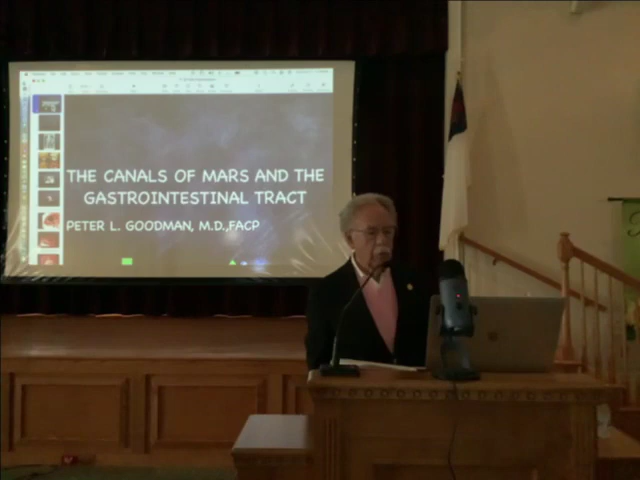 THE CANALS OF MARS AND THE
GASTROINTESTINAL TRACT
PETER L. GOODMAN, M.D.,FACP